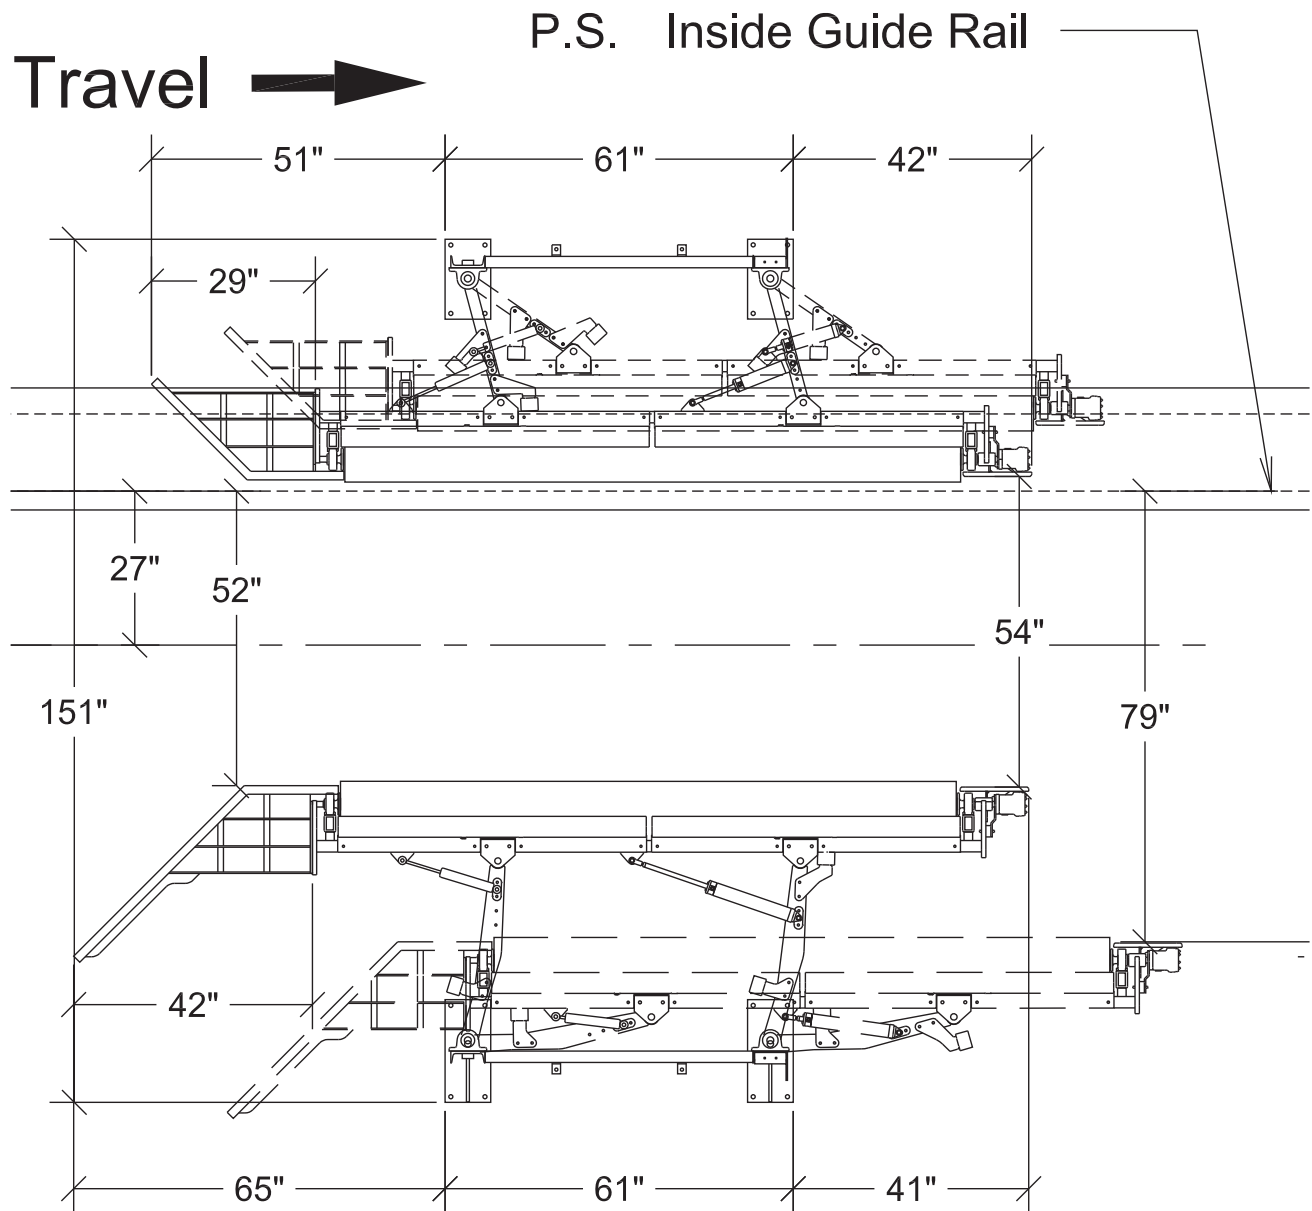 P.S. Inside Guide Rail
Travel
51" 61" 42"
29"
27"
52"
54"
151"
79"
42"
65" 61" 41"